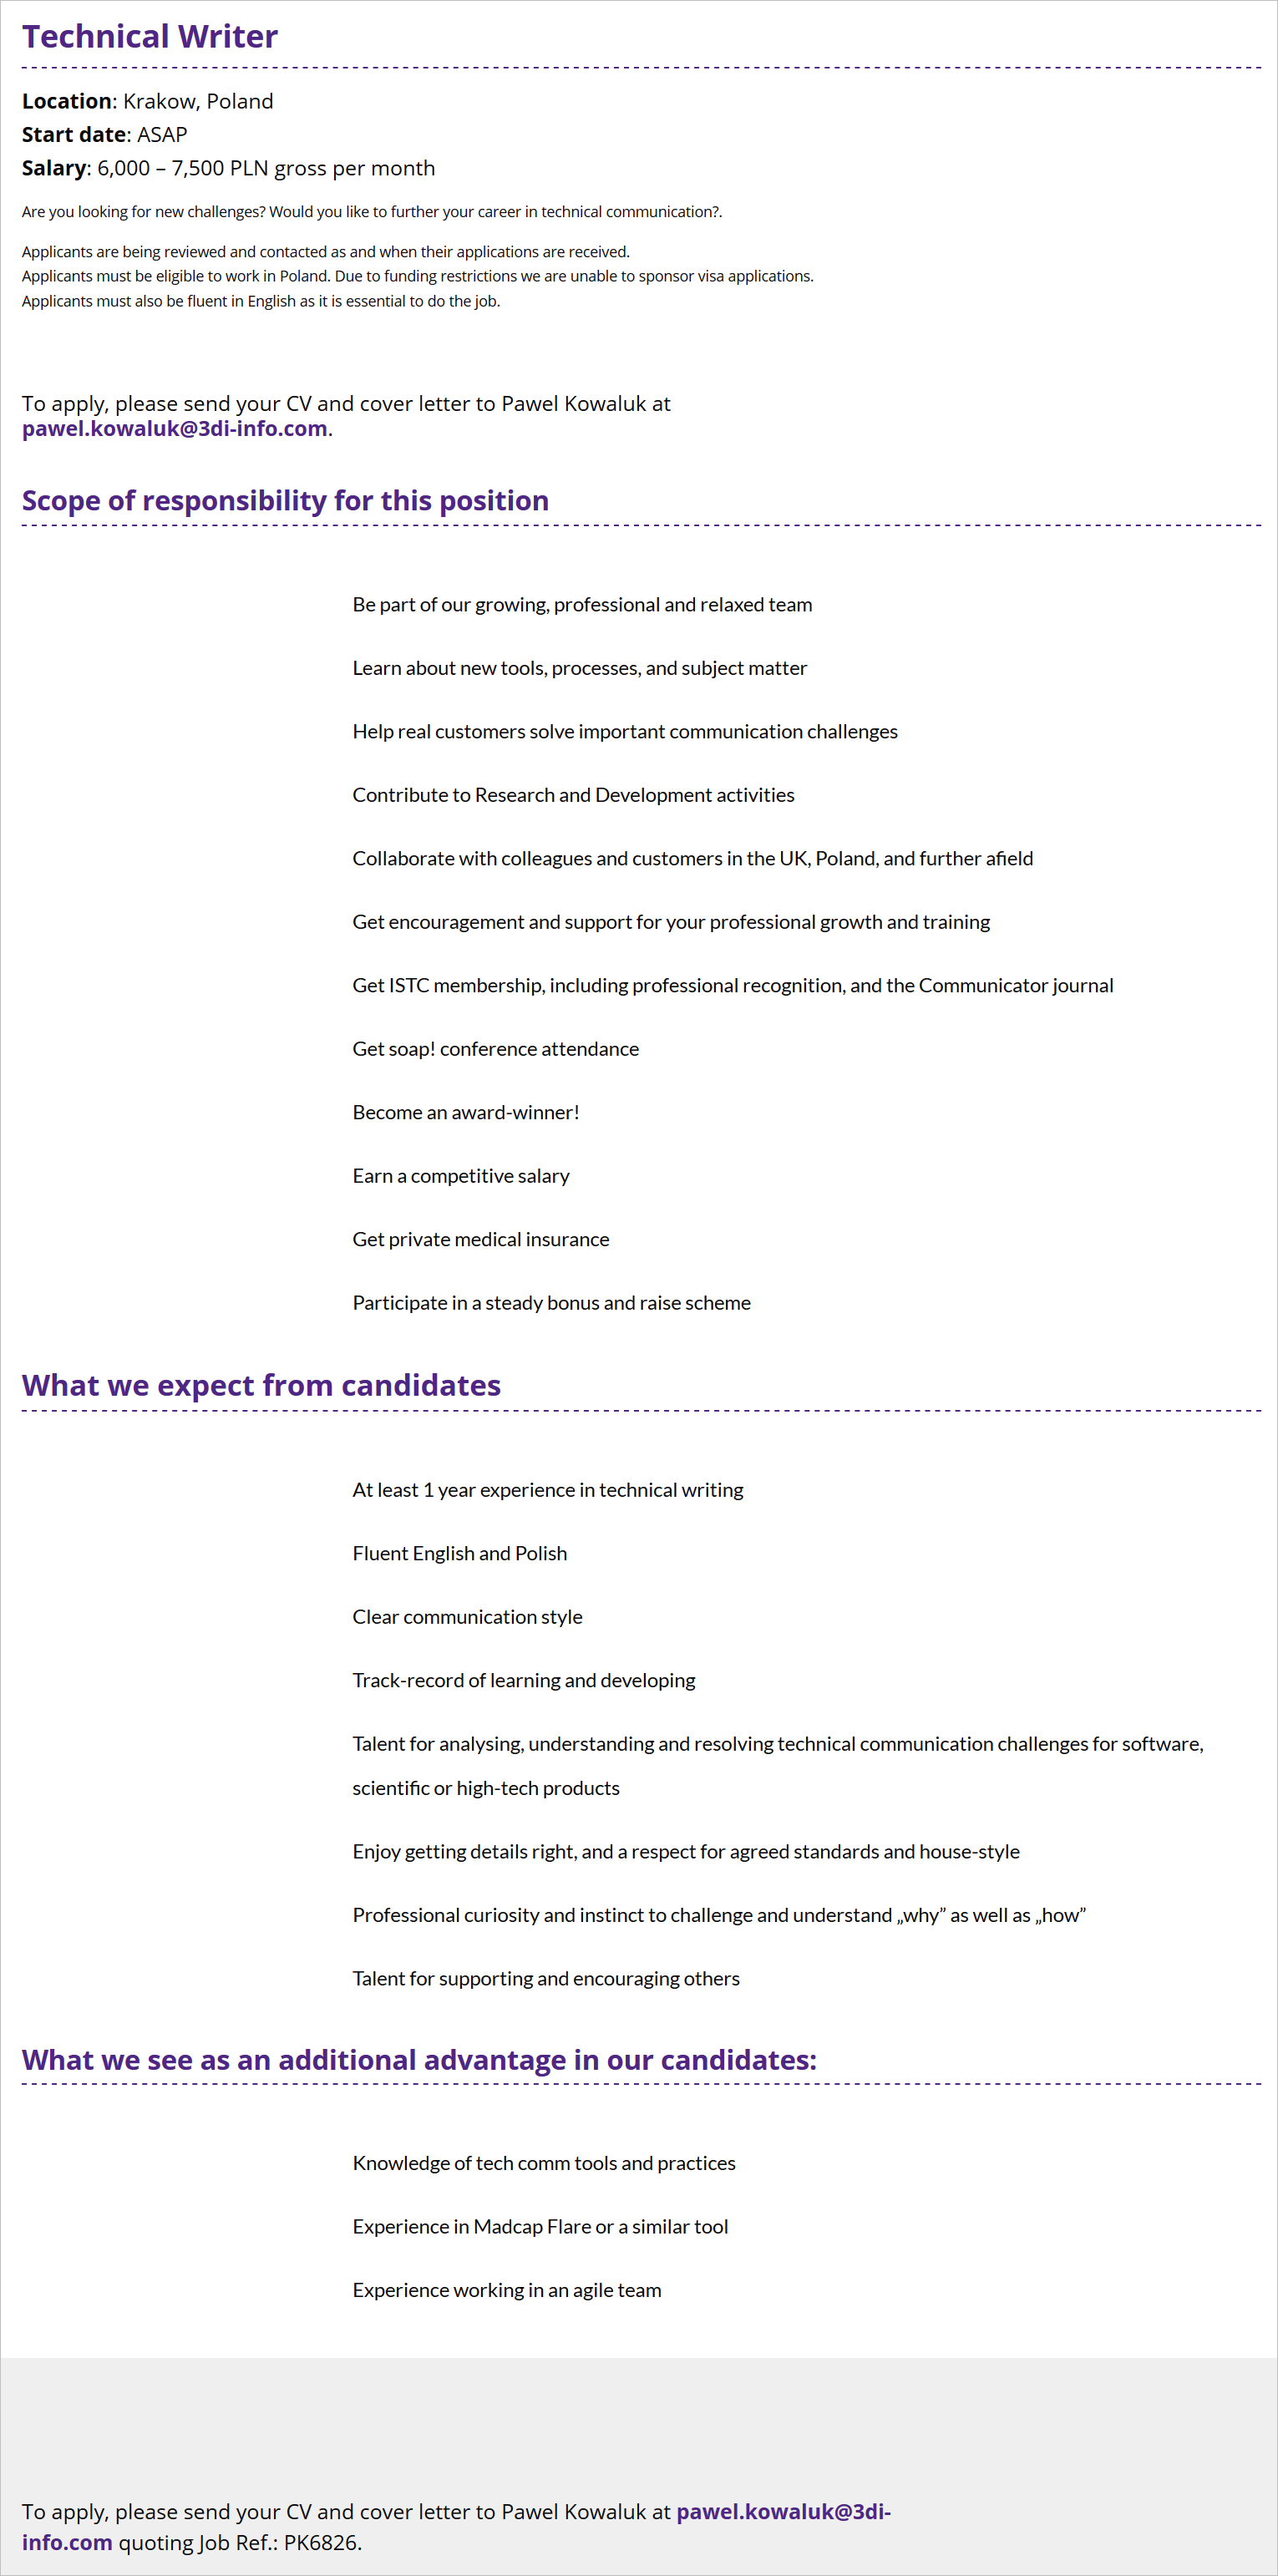 Technical Writer
Location: Krakow, Poland
Start date: ASAP
Salary: 6,000 – 7,500 PLN gross per month
Are you looking for new challenges? Would you like to further your career in technical communication?.
Applicants are being reviewed and contacted as and when their applications are received.
Applicants must be eligible to work in Poland. Due to funding restrictions we are unable to sponsor visa applications.
Applicants must also be fluent in English as it is essential to do the job.
To apply, please send your CV and cover letter to Pawel Kowaluk at
pawel.kowaluk@3di-info.com.
Scope of responsibility for this position
Be part of our growing, professional and relaxed team
Learn about new tools, processes, and subject matter
Help real customers solve important communication challenges
Contribute to Research and Development activities
Collaborate with colleagues and customers in the UK, Poland, and further afield
Get encouragement and support for your professional growth and training
Get ISTC membership, including professional recognition, and the Communicator journal
Get soap! conference attendance
Become an award-winner!
Earn a competitive salary
Get private medical insurance
Participate in a steady bonus and raise scheme
What we expect from candidates
At least 1 year experience in technical writing
Fluent English and Polish
Clear communication style
Track-record of learning and developing
Talent for analysing, understanding and resolving technical communication challenges for software,
scientific or high-tech products
Enjoy getting details right, and a respect for agreed standards and house-style
Professional curiosity and instinct to challenge and understand „why” as well as „how”
Talent for supporting and encouraging others
What we see as an additional advantage in our candidates:
Knowledge of tech comm tools and practices
Experience in Madcap Flare or a similar tool
Experience working in an agile team
To apply, please send your CV and cover letter to Pawel Kowaluk at pawel.kowaluk@3di-
info.com quoting Job Ref.: PK6826.